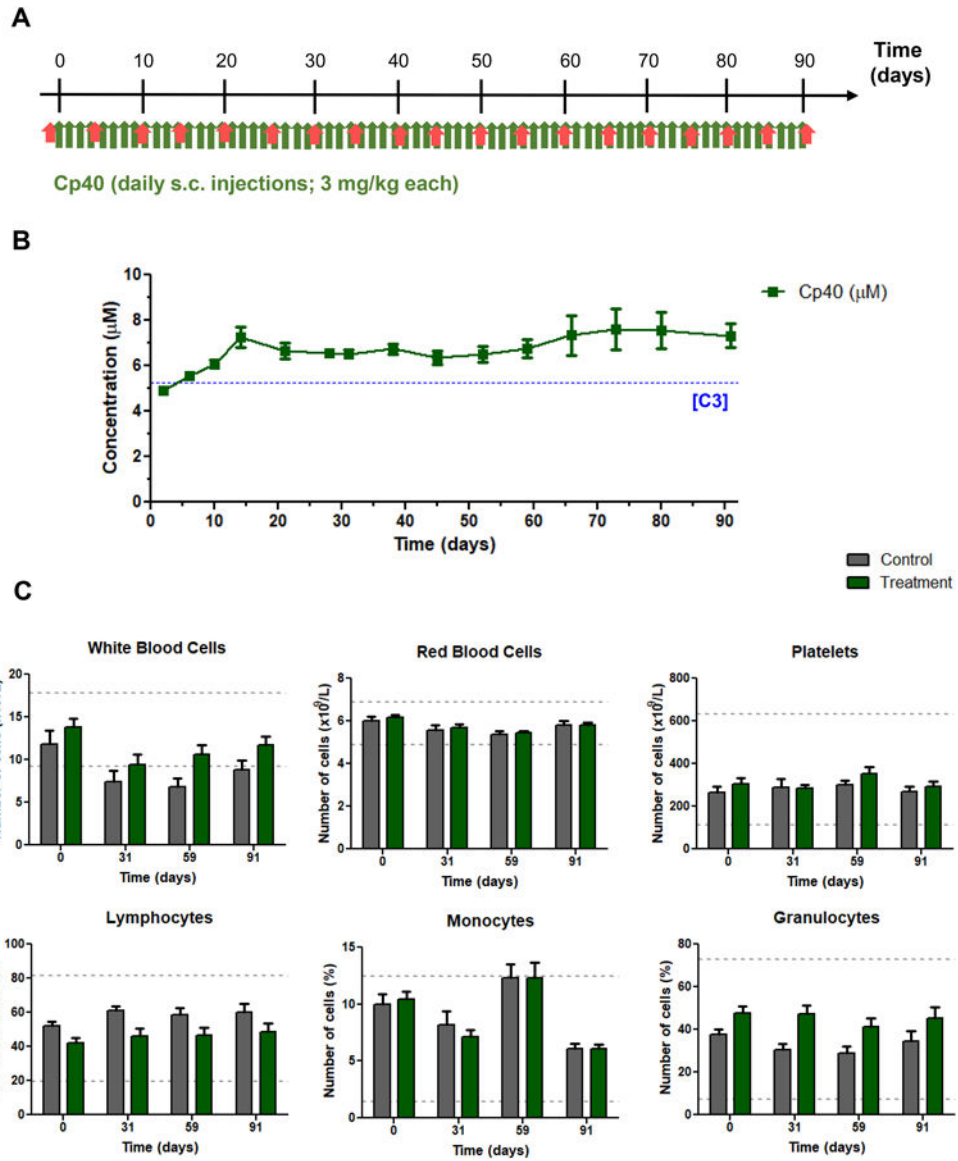 A
0 10 20 30 40 50 60 70 80 90
Time
(days)
Cp40 (daily s.c. injections; 3 mg/kg each)
B
10
8
6
4
2
0
Concentration (μM)
Cp40 (μM)
[C3]
0 10 20 30 40 50 60 70 80 90
Time (days)
Control
Treatment
C
White Blood Cells
20
15
10
5
0
0 31 59 91
Time (days)
Red Blood Cells
Number of cells (x10⁹/L)
8
6
4
2
0
0 31 59 91
Time (days)
Platelets
Number of cells (x10⁹/L)
800
600
400
200
0
0 31 59 91
Time (days)
Lymphocytes
100
80
60
40
20
0
0 31 59 91
Time (days)
Monocytes
Number of cells (%)
15
10
5
0
0 31 59 91
Time (days)
Granulocytes
Number of cells (%)
80
60
40
20
0
0 31 59 91
Time (days)